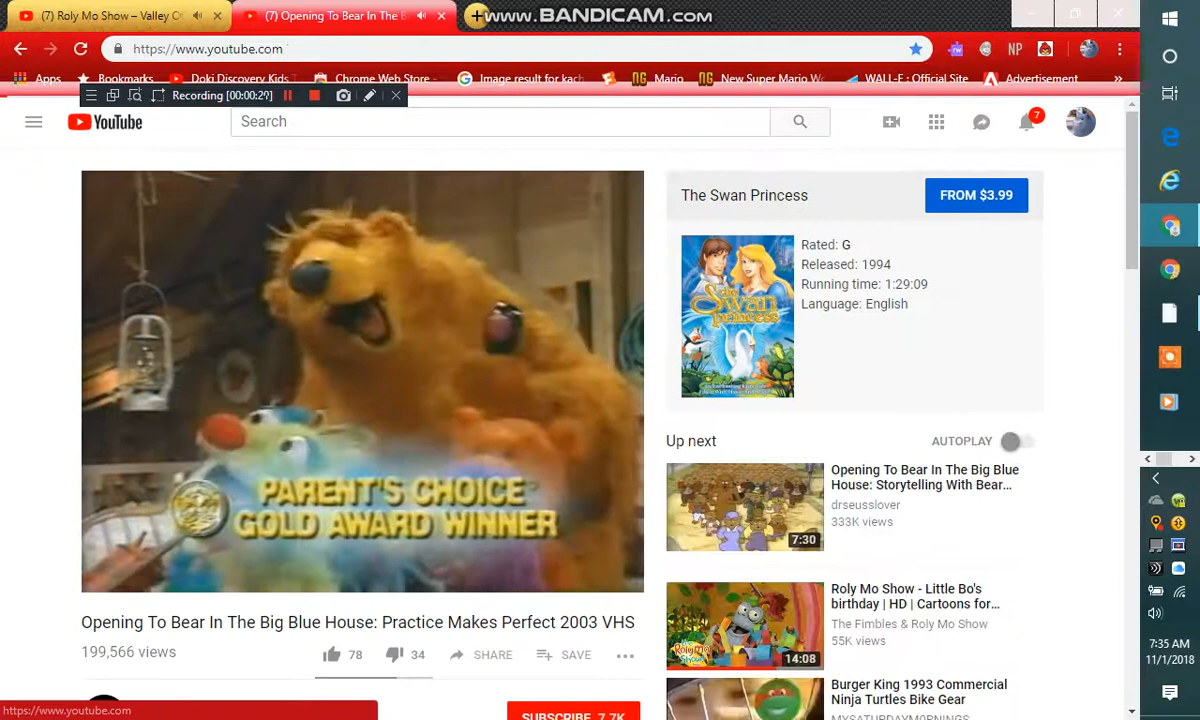 (7) Roly Mo Show – Valley O
(7) Opening To Bear In The B
www.BANDICAM.com
https://www.youtube.com
NP
Apps
Bookmarks
Doki Discovery Kids
Chrome Web Store -
Image result for kach
Mario
New Super Mario Wo
WALL-E : Official Site
Advertisement
»
Recording [00:00:29]
YouTube
Search
7
The Swan Princess
FROM $3.99
Rated: G
Released: 1994
Running time: 1:29:09
Language: English
The Swan Princess
PARENT'S CHOICE
GOLD AWARD WINNER
Up next
AUTOPLAY
Opening To Bear In The Big Blue
House: Storytelling With Bear...
drseusslover
333K views
7:30
Roly Mo Show - Little Bo's
birthday | HD | Cartoons for...
The Fimbles & Roly Mo Show
55K views
14:08
Opening To Bear In The Big Blue House: Practice Makes Perfect 2003 VHS
199,566 views
78
34
SHARE
SAVE
Burger King 1993 Commercial
Ninja Turtles Bike Gear
MYSATURDAYM0RNINGS
SUBSCRIBE 7.7K
https://www.youtube.com
7:35 AM
11/1/2018